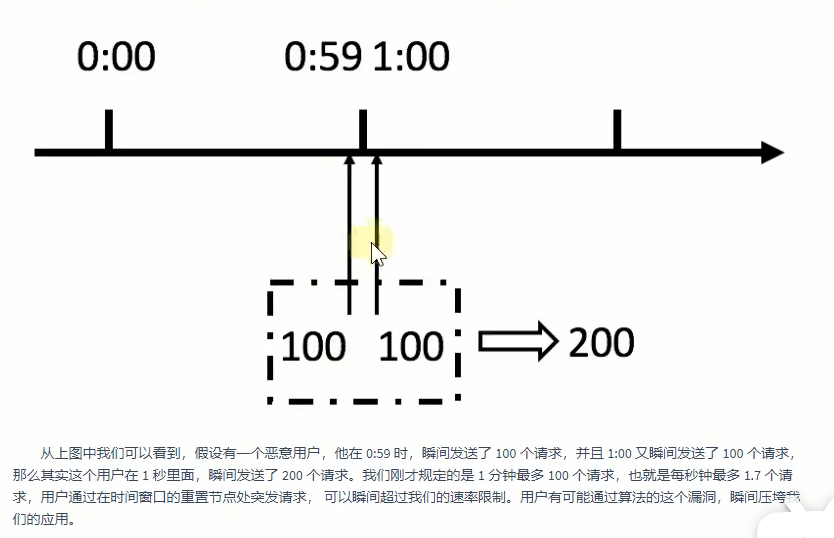 0:00 0:59 1:00
100 100 200
从上图中我们可以看到，假设有一个恶意用户，他在 0:59 时，瞬间发送了 100 个请求，并且 1:00 又瞬间发送了 100 个请求，
那么其实这个用户在 1 秒里面，瞬间发送了 200 个请求。我们刚才规定的是 1 分钟最多 100 个请求，也就是每秒钟最多 1.7 个请
求，用户通过在时间窗口的重置节点处突发请求， 可以瞬间超过我们的速率限制。用户有可能通过算法的这个漏洞，瞬间压垮我
们的应用。